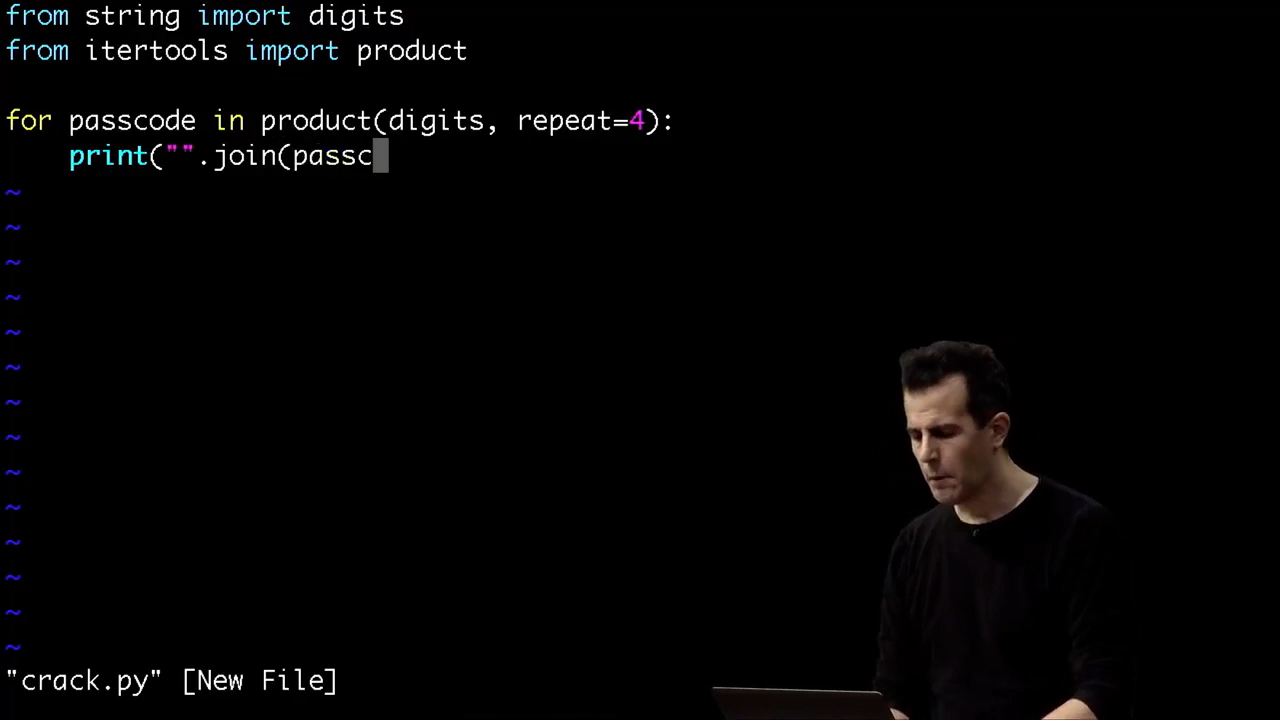 from string import digits
from itertools import product
for passcode in product(digits, repeat=4):
print("".join(passc
~
~
~
~
~
~
~
~
~
~
~
~
~
~
"crack.py" [New File]